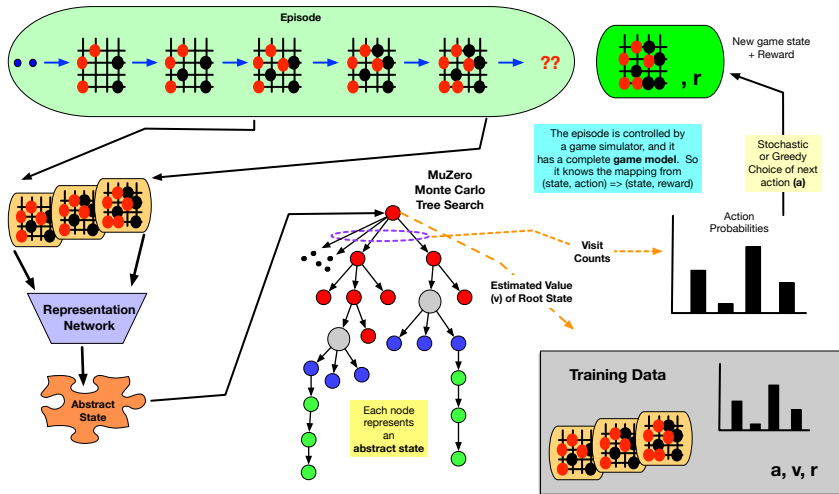 Episode
??
, r
New game state
+ Reward
The episode is controlled by
a game simulator, and it
has a complete game model. So
it knows the mapping from
(state, action) => (state, reward)
Stochastic
or Greedy
Choice of next
action (a)
MuZero
Monte Carlo
Tree Search
Action
Probabilities
Visit
Counts
Estimated Value
(v) of Root State
Representation
Network
Abstract
State
Each node
represents
an
abstract state
Training Data
a, v, r